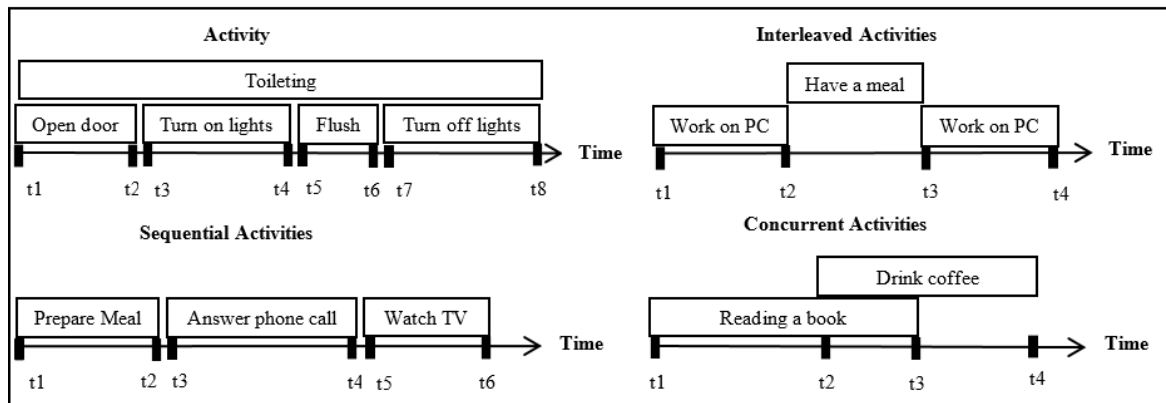 Activity
Toileting
Open door Turn on lights Flush Turn off lights
Time
t1 t2 t3 t4 t5 t6 t7 t8
Interleaved Activities
Have a meal
Work on PC Work on PC
Time
t1 t2 t3 t4
Sequential Activities
Prepare Meal Answer phone call Watch TV
Time
t1 t2 t3 t4 t5 t6
Concurrent Activities
Drink coffee
Reading a book
Time
t1 t2 t3 t4